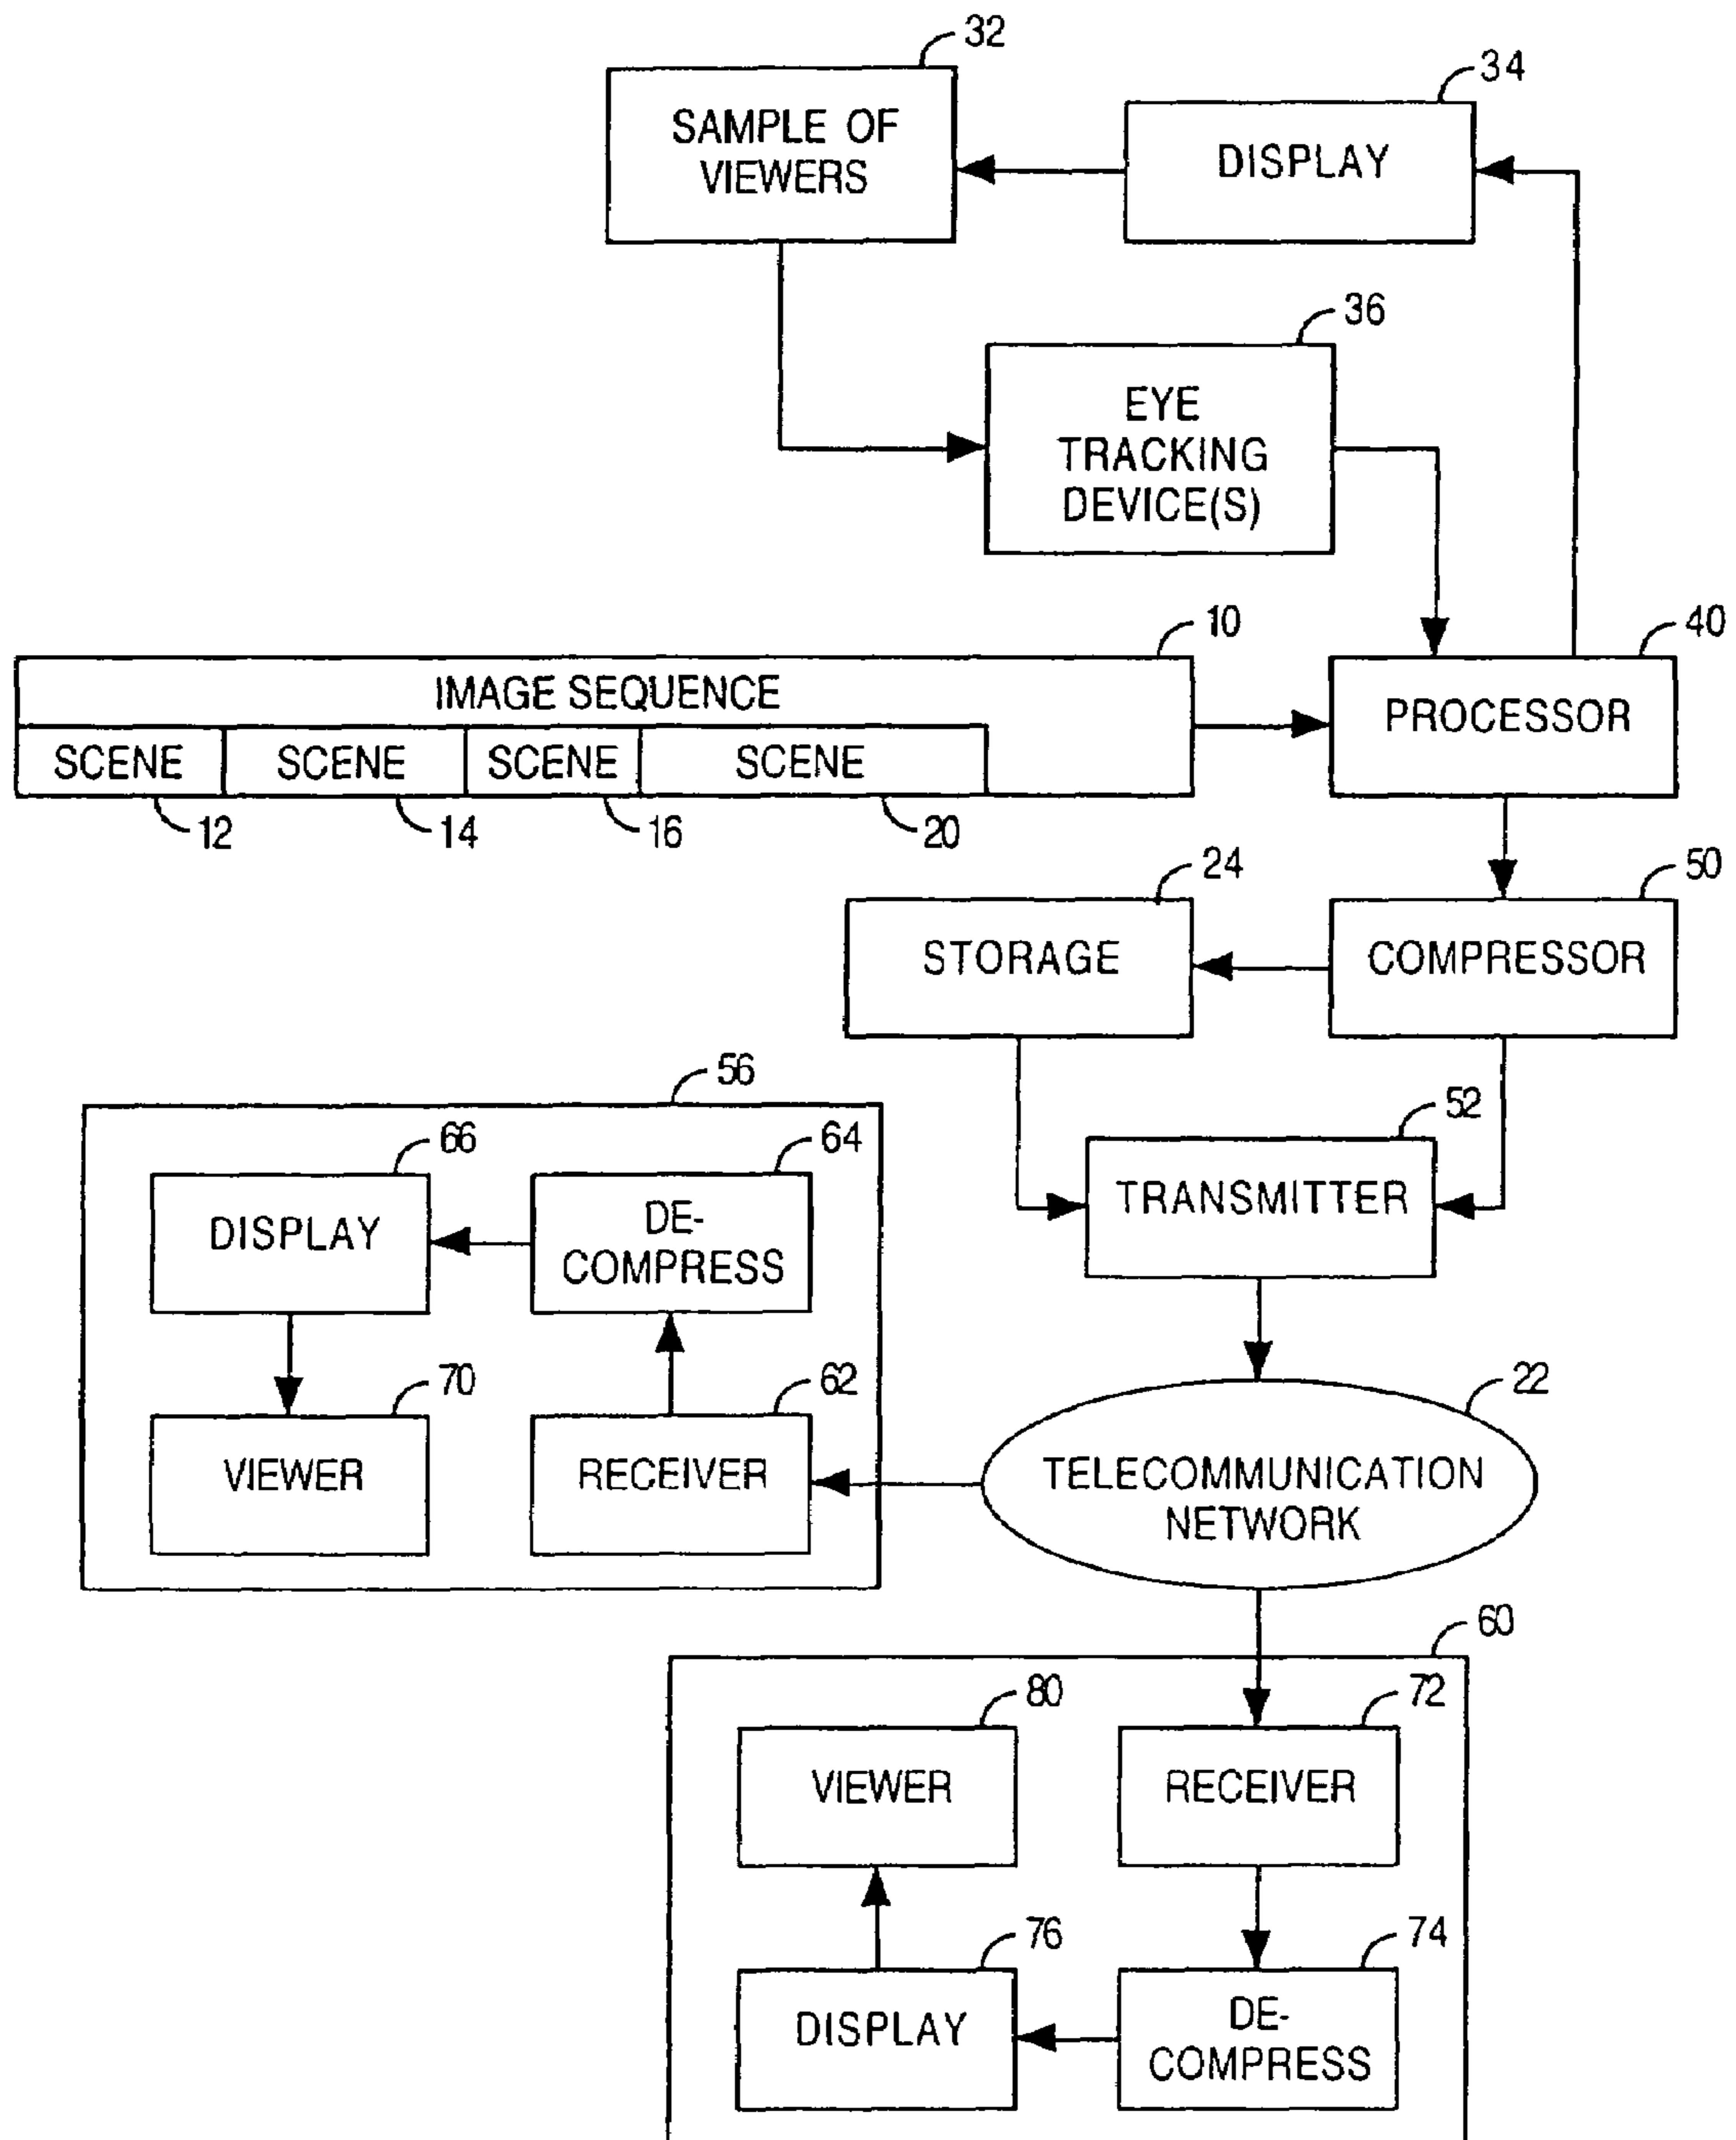 32
SAMPLE OF
VIEWERS
34
DISPLAY
36
EYE
TRACKING
DEVICE(S)
10
IMAGE SEQUENCE
SCENE SCENE SCENE SCENE
12 14 16 20
40
PROCESSOR
24
STORAGE
50
COMPRESSOR
52
TRANSMITTER
56
66
DISPLAY
64
DE-
COMPRESS
70
VIEWER
62
RECEIVER
22
TELECOMMUNICATION
NETWORK
60
80
VIEWER
72
RECEIVER
76
DISPLAY
74
DE-
COMPRESS